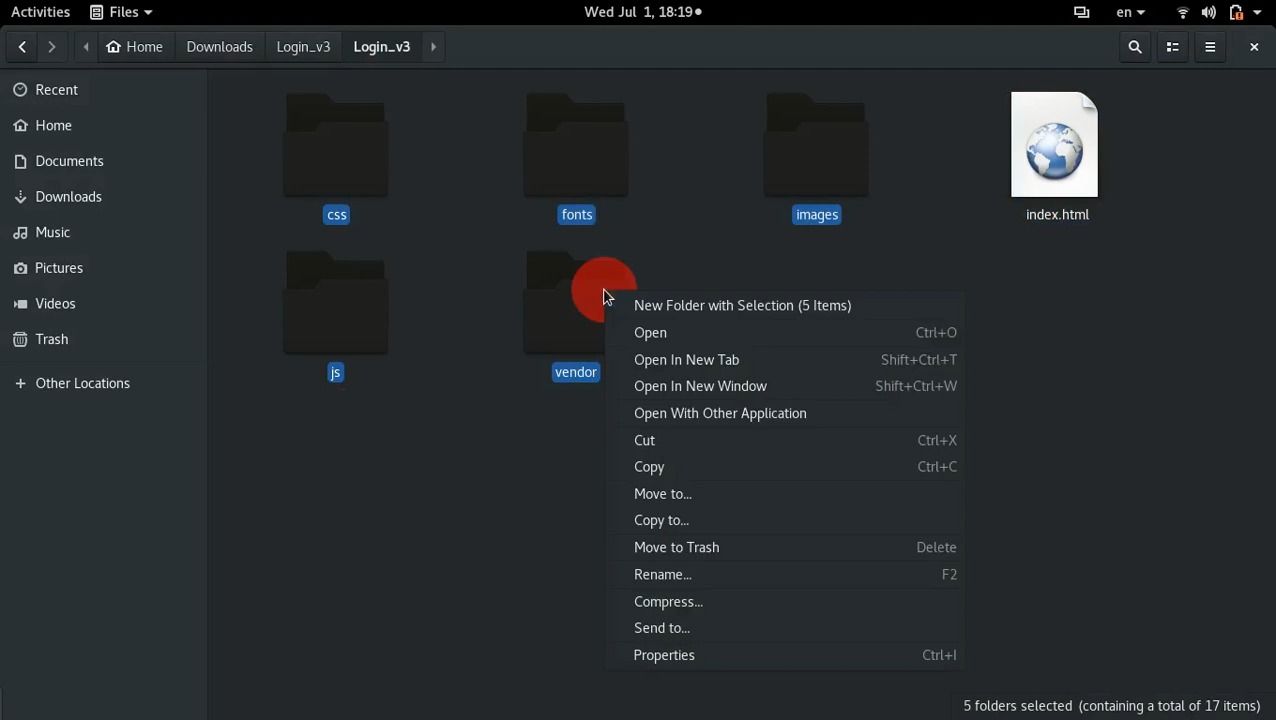 Activities Files Wed Jul 1, 18:19 en
Home Downloads Login_v3 Login_v3
Recent
Home
Documents
Downloads
Music
Pictures
Videos
Trash
Other Locations
css fonts images index.html
js vendor
New Folder with Selection (5 Items)
Open Ctrl+O
Open In New Tab Shift+Ctrl+T
Open In New Window Shift+Ctrl+W
Open With Other Application
Cut Ctrl+X
Copy Ctrl+C
Move to...
Copy to...
Move to Trash Delete
Rename... F2
Compress...
Send to...
Properties Ctrl+I
5 folders selected (containing a total of 17 items)